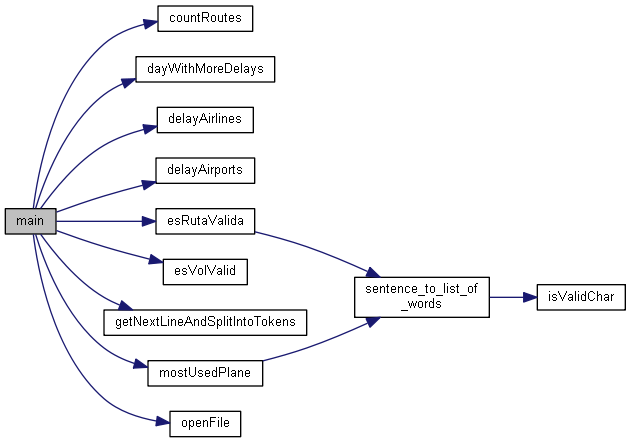 countRoutes
dayWithMoreDelays
delayAirlines
delayAirports
main
esRutaValida
esVolValid
getNextLineAndSplitIntoTokens
mostUsedPlane
openFile
sentence_to_list_of
_words
isValidChar